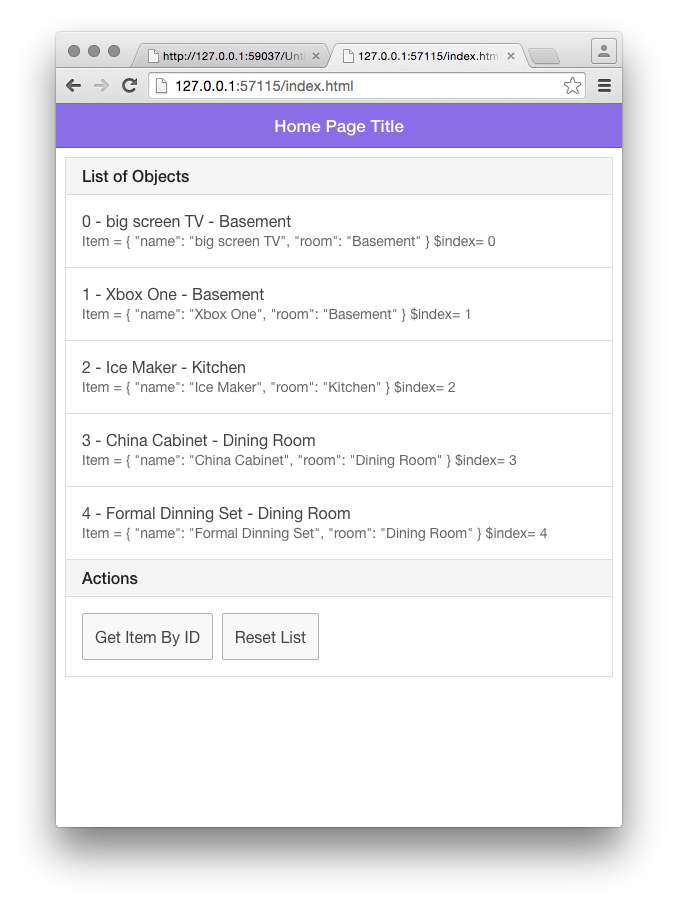 http://127.0.0.1:59037/Unti
127.0.0.1:57115/index.htm
127.0.0.1:57115/index.html
Home Page Title
List of Objects
0 - big screen TV - Basement
Item = { "name": "big screen TV", "room": "Basement" } $index= 0
1 - Xbox One - Basement
Item = { "name": "Xbox One", "room": "Basement" } $index= 1
2 - Ice Maker - Kitchen
Item = { "name": "Ice Maker", "room": "Kitchen" } $index= 2
3 - China Cabinet - Dining Room
Item = { "name": "China Cabinet", "room": "Dining Room" } $index= 3
4 - Formal Dinning Set - Dining Room
Item = { "name": "Formal Dinning Set", "room": "Dining Room" } $index= 4
Actions
Get Item By ID Reset List